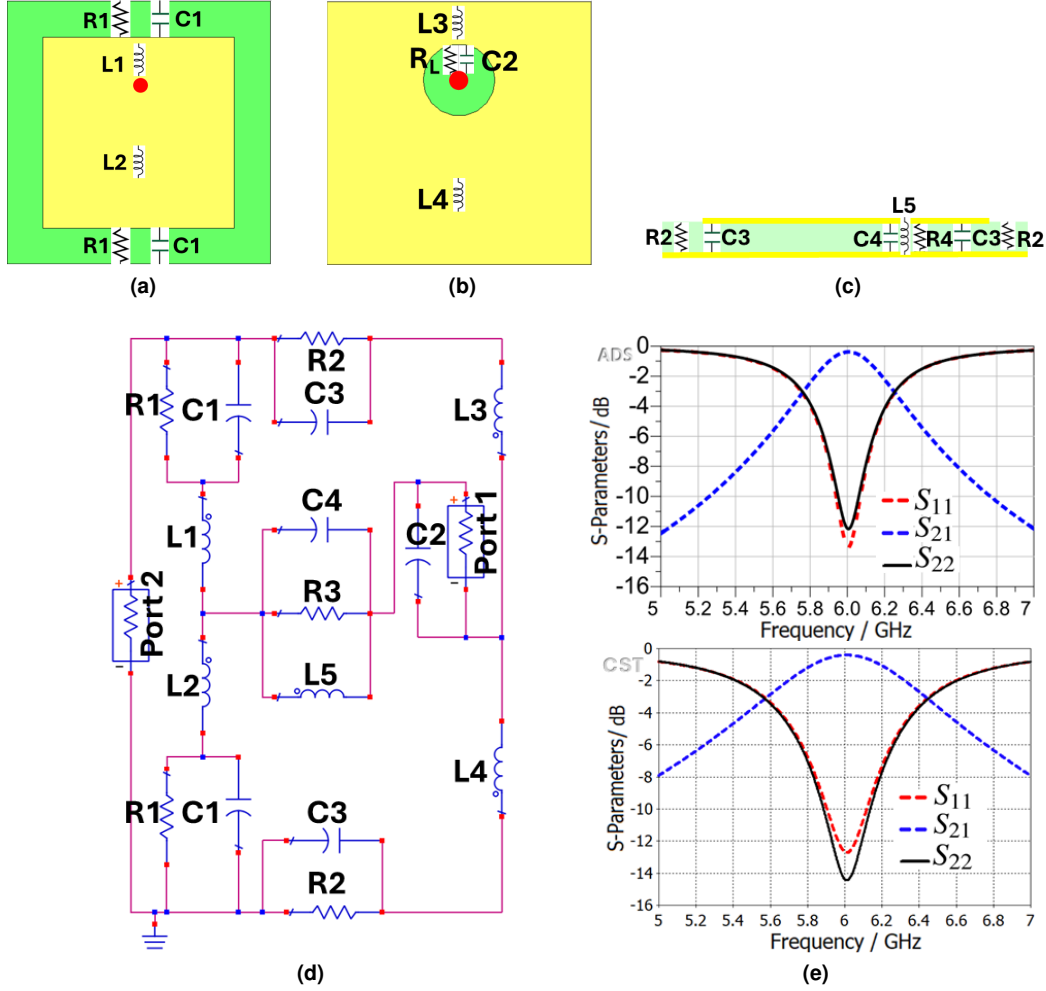 R1 C1
L1
L2
R1 C1
(a)
L3
RL C2
L4
(b)
L5
R2 C3 C4 R4 C3 R2
(c)
R2
C3
R1 C1
L3
C4
L1
C2
+
Port 1
−
R3
+
Port 2
−
L2
L5
L4
R1 C1
C3
R2
(d)
ADS
S-Parameters/ dB
0
-2
-4
-6
-8
-10
-12
-14
-16
S11
S21
S22
5 5.2 5.4 5.6 5.8 6.0 6.2 6.4 6.6 6.8 7
Frequency / GHz
CST
S-Parameters/ dB
0
-2
-4
-6
-8
-10
-12
-14
-16
S11
S21
S22
5 5.2 5.4 5.6 5.8 6 6.2 6.4 6.6 6.8 7
Frequency / GHz
(e)